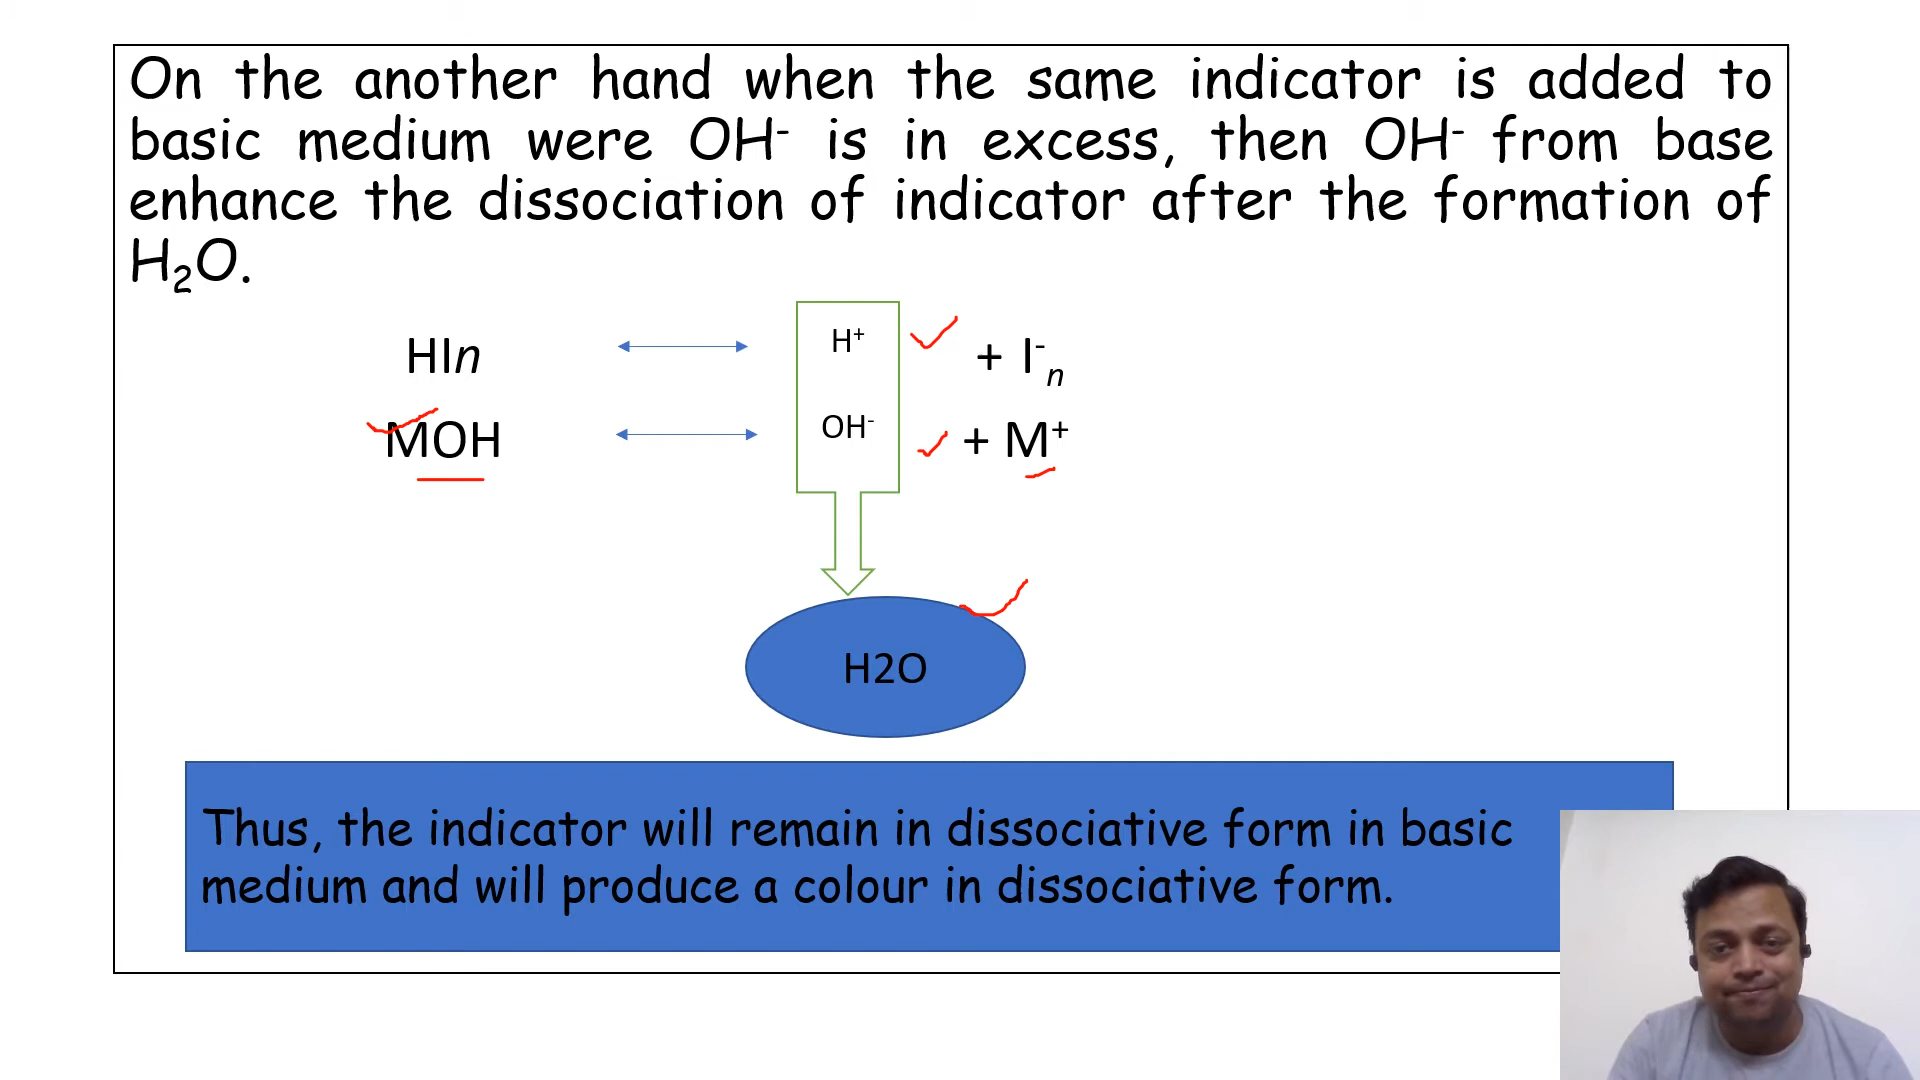 On the another hand when the same indicator is added to
basic medium were OH⁻ is in excess, then OH⁻ from base
enhance the dissociation of indicator after the formation of
H₂O.
HIn H⁺ + I⁻ₙ
MOH OH⁻ + M⁺
H2O
Thus, the indicator will remain in dissociative form in basic
medium and will produce a colour in dissociative form.